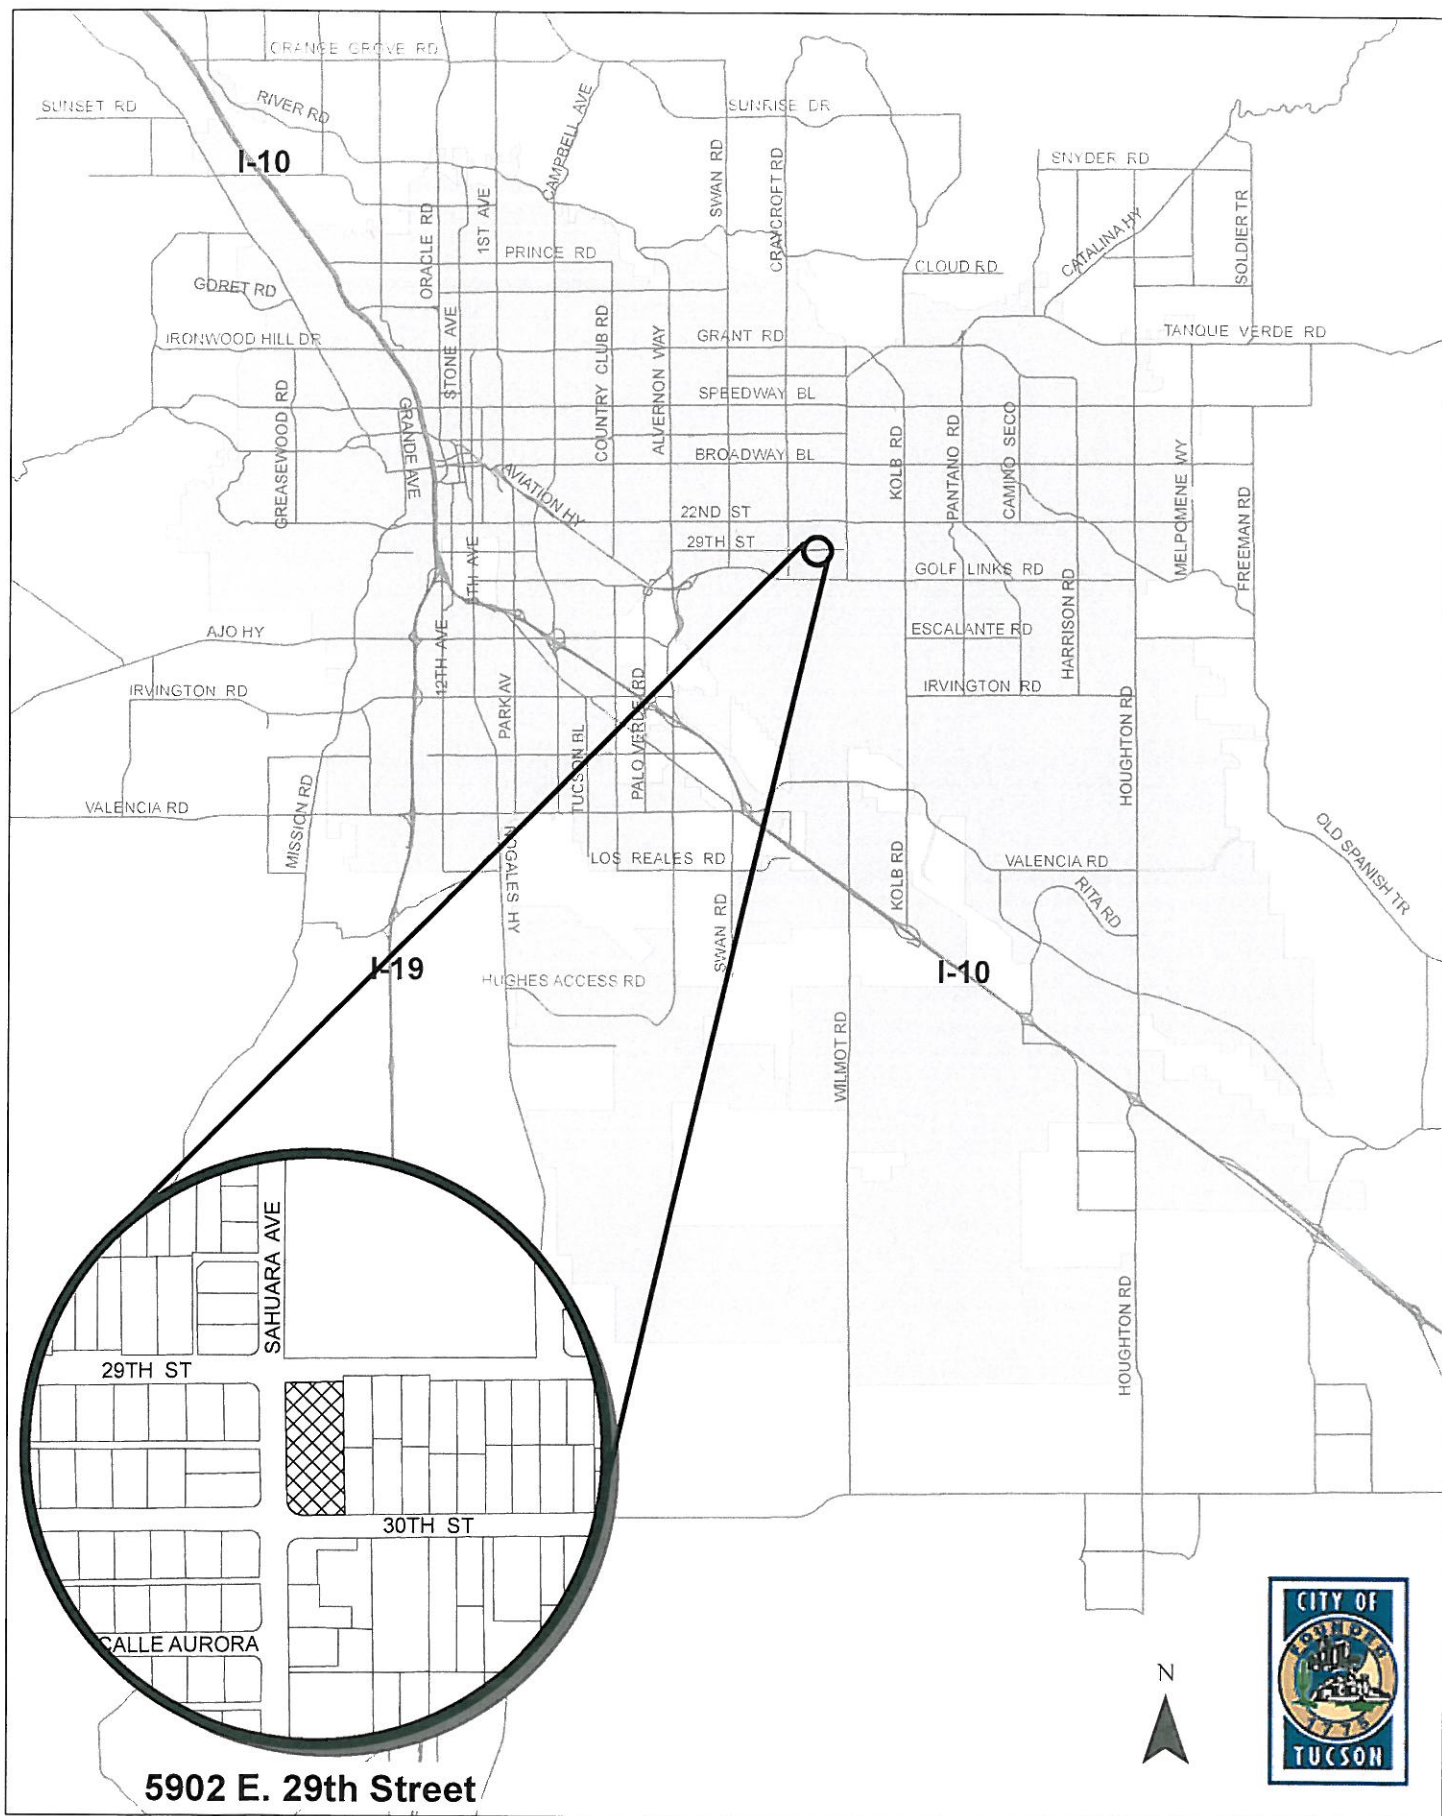 ORANGE GROVE RD
SUNSET RD
RIVER RD
CAMPBELL AVE
SUNRISE DR
I-10
SWAN RD
CRAYCROFT RD
SNYDER RD
SOLDIER TR
CATALINA HY
ORACLE RD
1ST AVE
PRINCE RD
CLOUD RD
GORET RD
IRONWOOD HILL DR
STONE AVE
COUNTRY CLUB RD
ALVERNON WAY
GRANT RD
TANQUE VERDE RD
GREASEWOOD RD
GRANDE AVE
SPEEDWAY BL
KOLB RD
PANTANO RD
CAMINO SECO
BROADWAY BL
MELPOMENE WY
FREEMAN RD
AVIATION HY
22ND ST
29TH ST
GOLF LINKS RD
HARRISON RD
TH AVE
AJO HY
12TH AVE
ESCALANTE RD
IRVINGTON RD
PARK AV
TUCSON BL
PALO VERDE RD
IRVINGTON RD
HOUGHTON RD
VALENCIA RD
MISSION RD
NOGALES HY
LOS REALES RD
KOLB RD
VALENCIA RD
RITA RD
OLD SPANISH TR
I-19
HUGHES ACCESS RD
SWAN RD
I-10
WILMOT RD
HOUGHTON RD
SAHUARA AVE
29TH ST
30TH ST
CALLE AURORA
5902 E. 29th Street
N
CITY OF
FOUNDED
1775
TUCSON